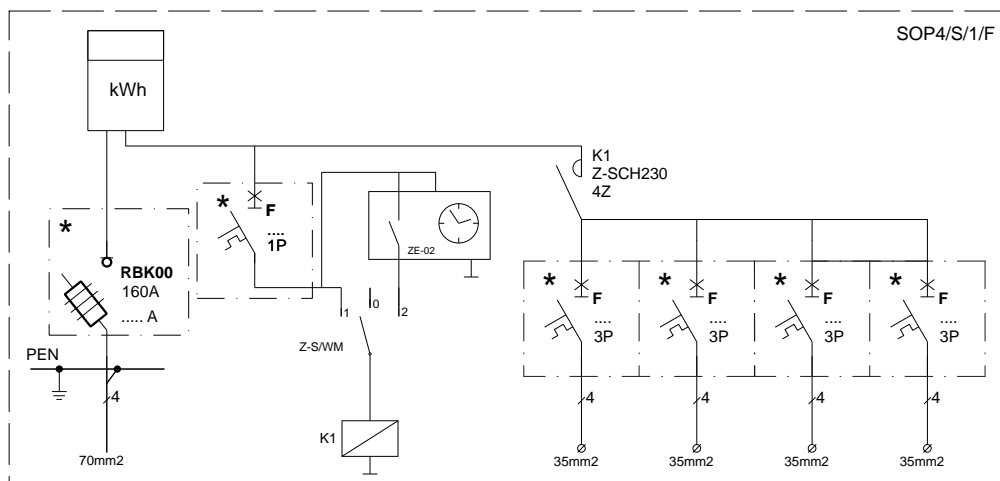 SOP4/S/1/F
kWh
K1
Z-SCH230
4Z
*
RBK00
160A
..... A
*
F
....
1P
ZE-02
1
0
2
Z-S/WM
K1
PEN
4
70mm2
*
F
....
3P
*
F
....
3P
*
F
....
3P
*
F
....
3P
4
4
4
4
35mm2
35mm2
35mm2
35mm2